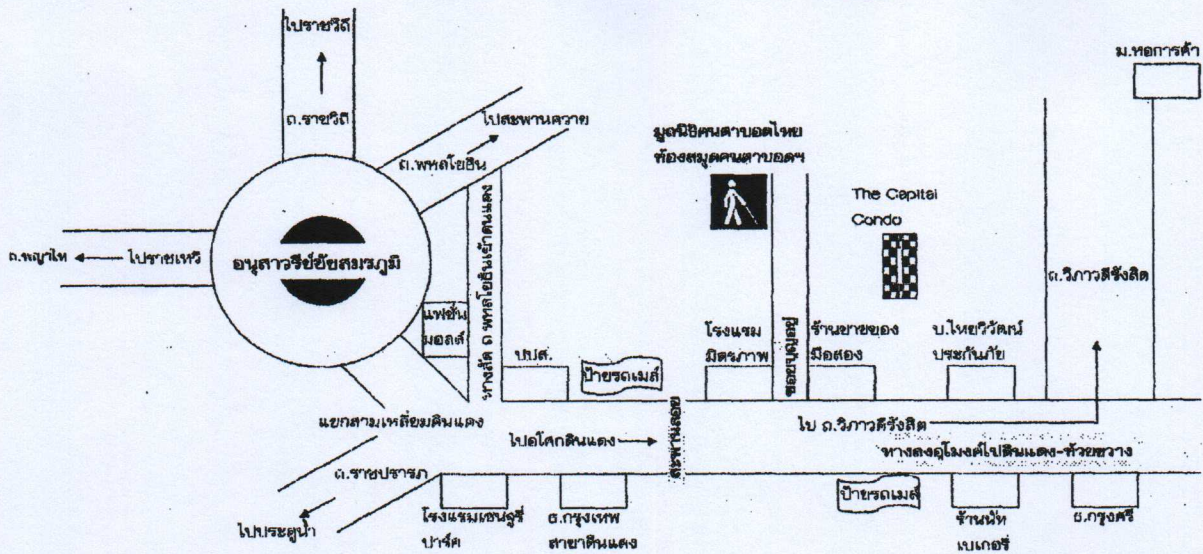 ไปราชวิถี
ถ.ราชวิถี
ไปสะพานควาย
ถ.พหลโยธิน
ม.หอการค้า
มูลนิธิคนตาบอดไทย
ห้องสมุดคนตาบอดฯ
The Capital
Condo
ถ.พญาไท
ไปราชเทวี
อนุสาวรีย์ชัยสมรภูมิ
ทางลัด ถ.พหลโยธินเข้าดินแดง
ถ.วิภาวดีรังสิต
แฟชั่น
มอลล์
ปปส.
ป้ายรถเมล์
โรงแรม
มิตรภาพ
ร้านขายของ
มือสอง
บ.ไทยวิวัฒน์
ประกันภัย
แยกสามเหลี่ยมดินแดง
ไปอโศกดินแดง
สะพานลอย
ไป ถ.วิภาวดีรังสิต
ทางลงอุโมงค์ไปดินแดง-ห้วยขวาง
ถ.ราชปรารภ
ไปประตูน้ำ
โรงแรมเซนจูรี่
ปาร์ค
ธ.กรุงเทพ
สาขาดินแดง
ป้ายรถเมล์
ร้านนัท
เบเกอรี่
ธ.กรุงศรี